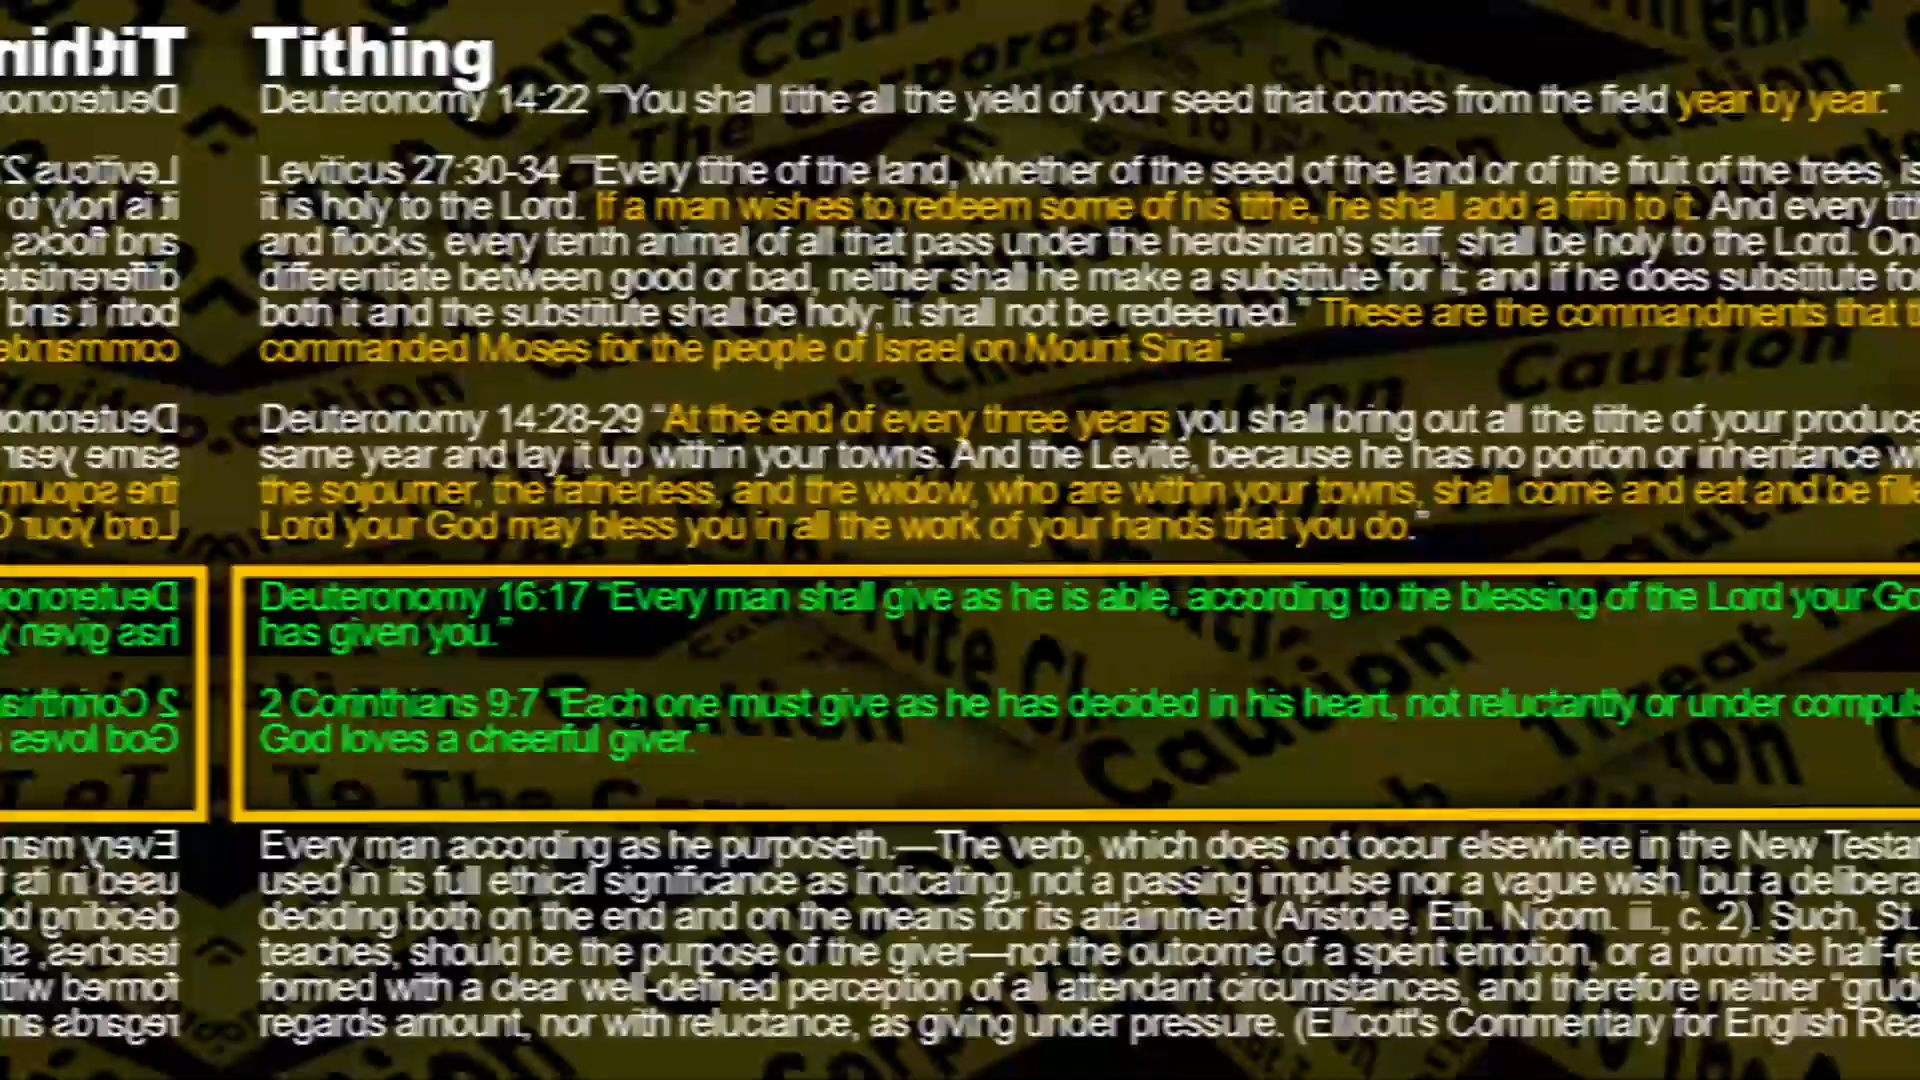 Tithing
Deuteronomy 14:22 "“You shall tithe all the yield of your seed that comes from the field year by year."
Leviticus 27:30-34 "“Every tithe of the land, whether of the seed of the land or of the fruit of the trees, is
it is holy to the Lord. If a man wishes to redeem some of his tithe, he shall add a fifth to it. And every
and flocks, every tenth animal of all that pass under the herdsman's staff, shall be holy to the Lord.
differentiate between good or bad, neither shall he make a substitute for it; and if he does substitute
both it and the substitute shall be holy; it shall not be redeemed." These are the commandments that
commanded Moses for the people of Israel on Mount Sinai."
Deuteronomy 14:28-29 "At the end of every three years you shall bring out all the tithe of your produce
same year and lay it up within your towns. And the Levite, because he has no portion or inheritance
the sojourner, the fatherless, and the widow, who are within your towns, shall come and eat and be
Lord your God may bless you in all the work of your hands that you do."
Deuteronomy 16:17 "Every man shall give as he is able, according to the blessing of the Lord your
has given you."
2 Corinthians 9:7 "Each one must give as he has decided in his heart, not reluctantly or under
God loves a cheerful giver."
Every man according as he purposeth.—The verb, which does not occur elsewhere in the New
used in its full ethical significance as indicating, not a passing impulse nor a vague wish, but a
deciding both on the end and on the means for its attainment (Aristotle, Eth. Nicom. iii., c. 2). Such, St.
teaches, should be the purpose of the giver—not the outcome of a spent emotion, or a promise
formed with a clear well-defined perception of all attendant circumstances, and therefore neither
regards amount, nor with reluctance, as giving under pressure. (Ellicott's Commentary for English